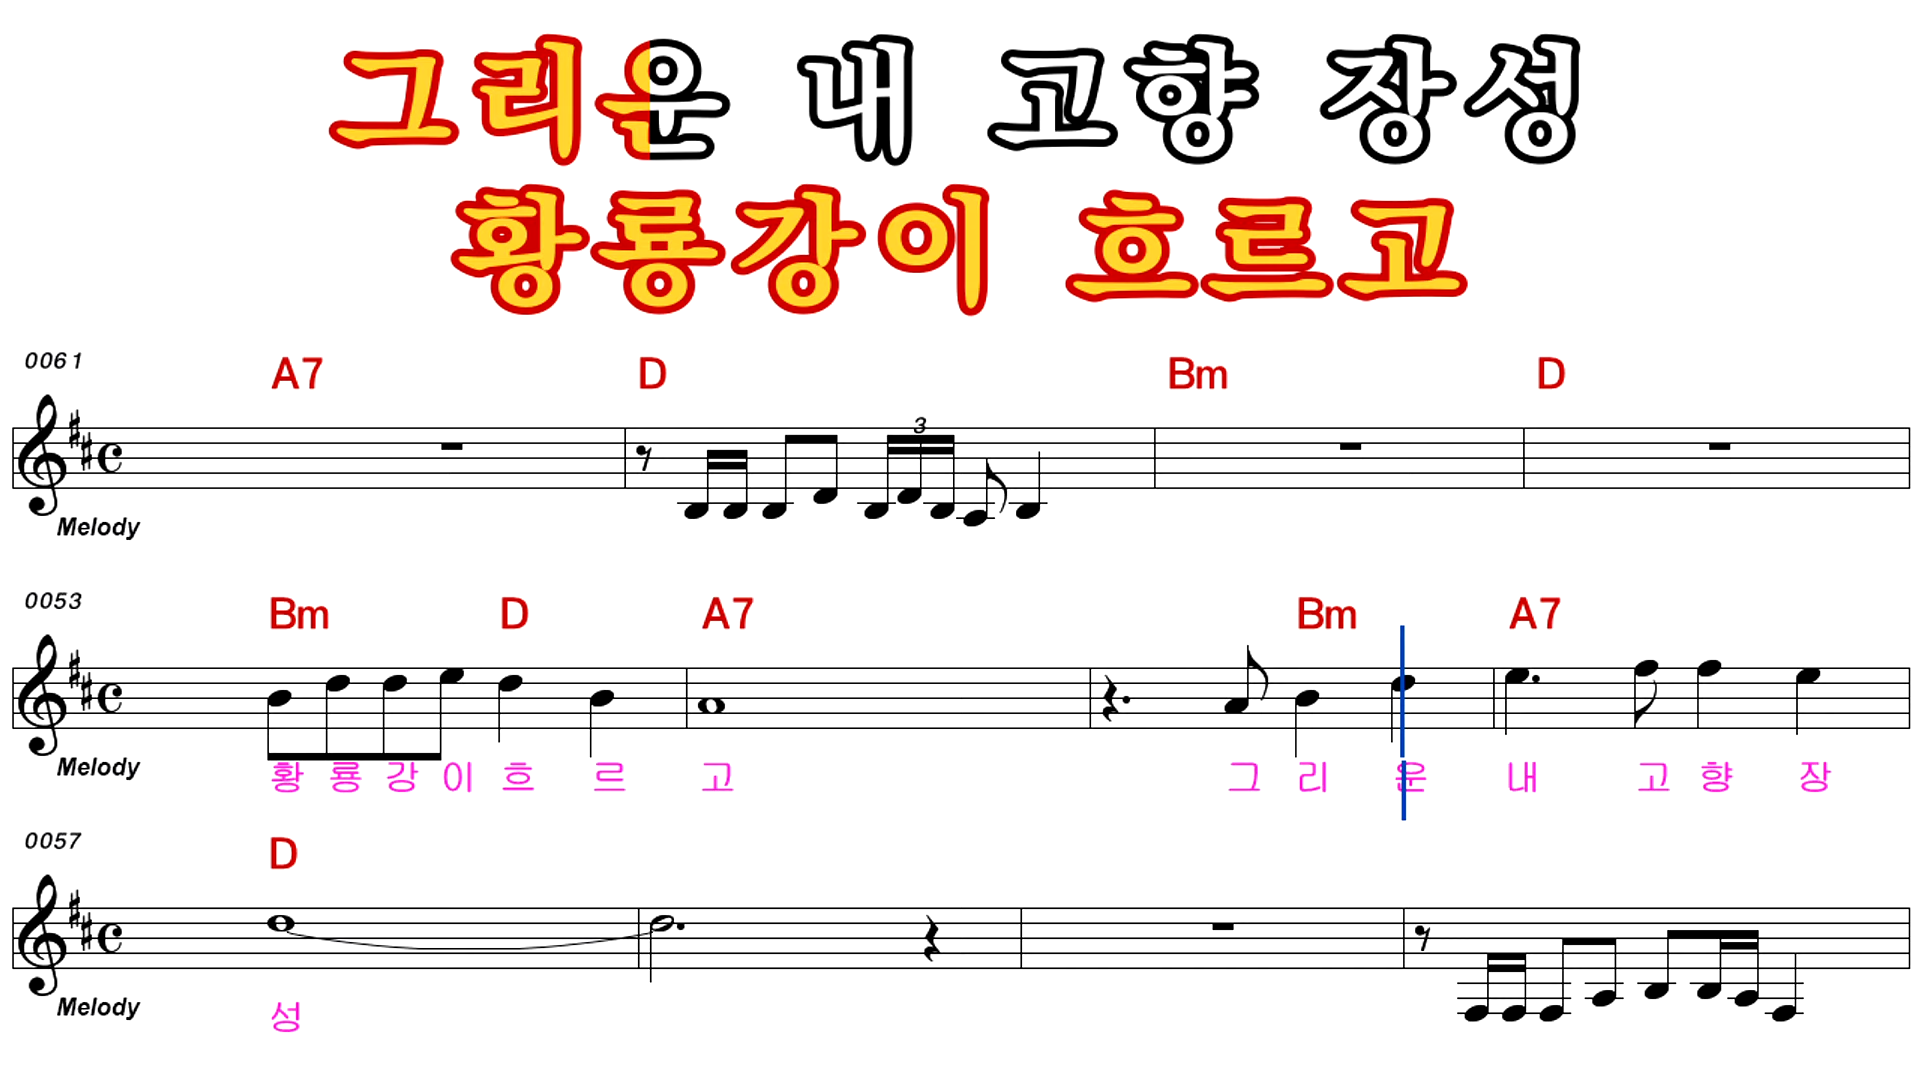 그리운 내 고향 장성
황룡강이 흐르고
0061
A7 D Bm D
3
Melody
0053
Bm D A7 Bm A7
Melody
황 룡 강 이 흐 르 고 그 리 운 내 고 향 장
0057
D
Melody
성